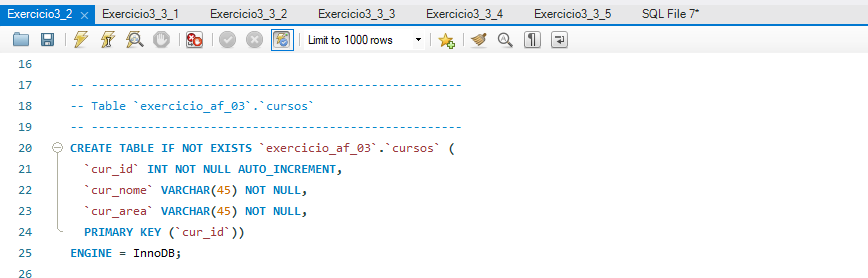 Exercicio3_2 × Exercicio3_3_1 Exercicio3_3_2 Exercicio3_3_3 Exercicio3_3_4 Exercicio3_3_5 SQL File 7*
Limit to 1000 rows
16
17 -- -----------------------------------------------------
18 -- Table `exercicio_af_03`.`cursos`
19 -- -----------------------------------------------------
20 CREATE TABLE IF NOT EXISTS `exercicio_af_03`.`cursos` (
21 `cur_id` INT NOT NULL AUTO_INCREMENT,
22 `cur_nome` VARCHAR(45) NOT NULL,
23 `cur_area` VARCHAR(45) NOT NULL,
24 PRIMARY KEY (`cur_id`))
25 ENGINE = InnoDB;
26